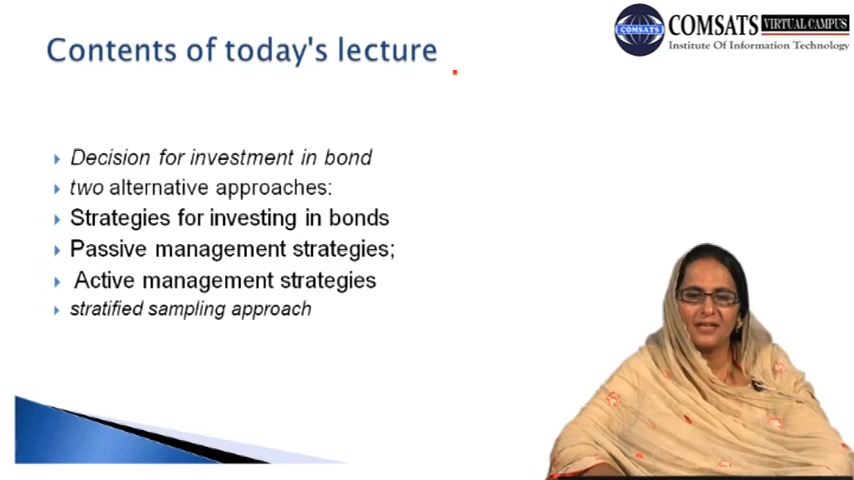 Contents of today's lecture
COMSATS VIRTUAL CAMPUS
Institute Of Information Technology
COMSATS
Decision for investment in bond
two alternative approaches:
Strategies for investing in bonds
Passive management strategies;
Active management strategies
stratified sampling approach